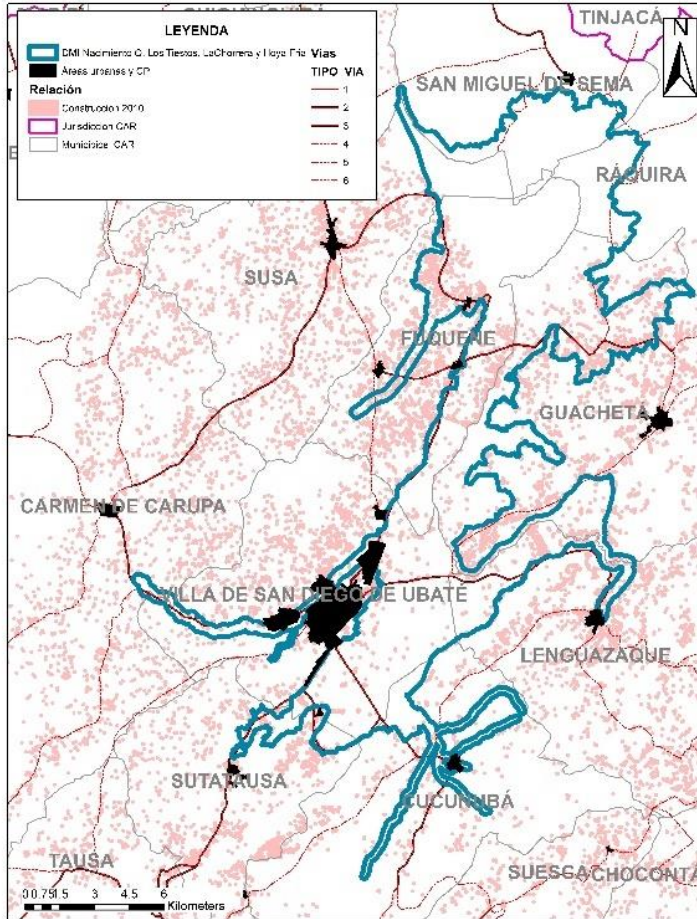 LEYENDA
DMI Nacimiento Q. Los Tiestos, LaChorrera y Hoya Fria
Areas urbanas y CP
Relación
Construccion 2010
Jurisdiccion CAR
Municipios CAR
Vias
TIPO_VIA
1
2
3
4
5
6
TINJACÁ
N
SAN MIGUEL DE SEMA
RÁQUIRA
SUSA
FUQUENE
GUACHETÁ
CARMEN DE CARUPA
VILLA DE SAN DIEGO DE UBATE
LENGUAZAQUE
SUTATAUSA
CUCUNUBÁ
TAUSA
SUESCA
CHOCONTÁ
0 0.75 1.5 3 4.5 6
Kilometers